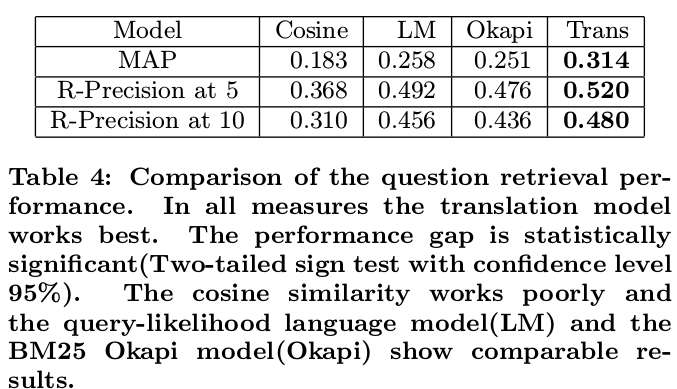 Model Cosine LM Okapi Trans
MAP 0.183 0.258 0.251 0.314
R-Precision at 5 0.368 0.492 0.476 0.520
R-Precision at 10 0.310 0.456 0.436 0.480
Table 4: Comparison of the question retrieval per-
formance. In all measures the translation model
works best. The performance gap is statistically
significant(Two-tailed sign test with confidence level
95%). The cosine similarity works poorly and
the query-likelihood language model(LM) and the
BM25 Okapi model(Okapi) show comparable re-
sults.